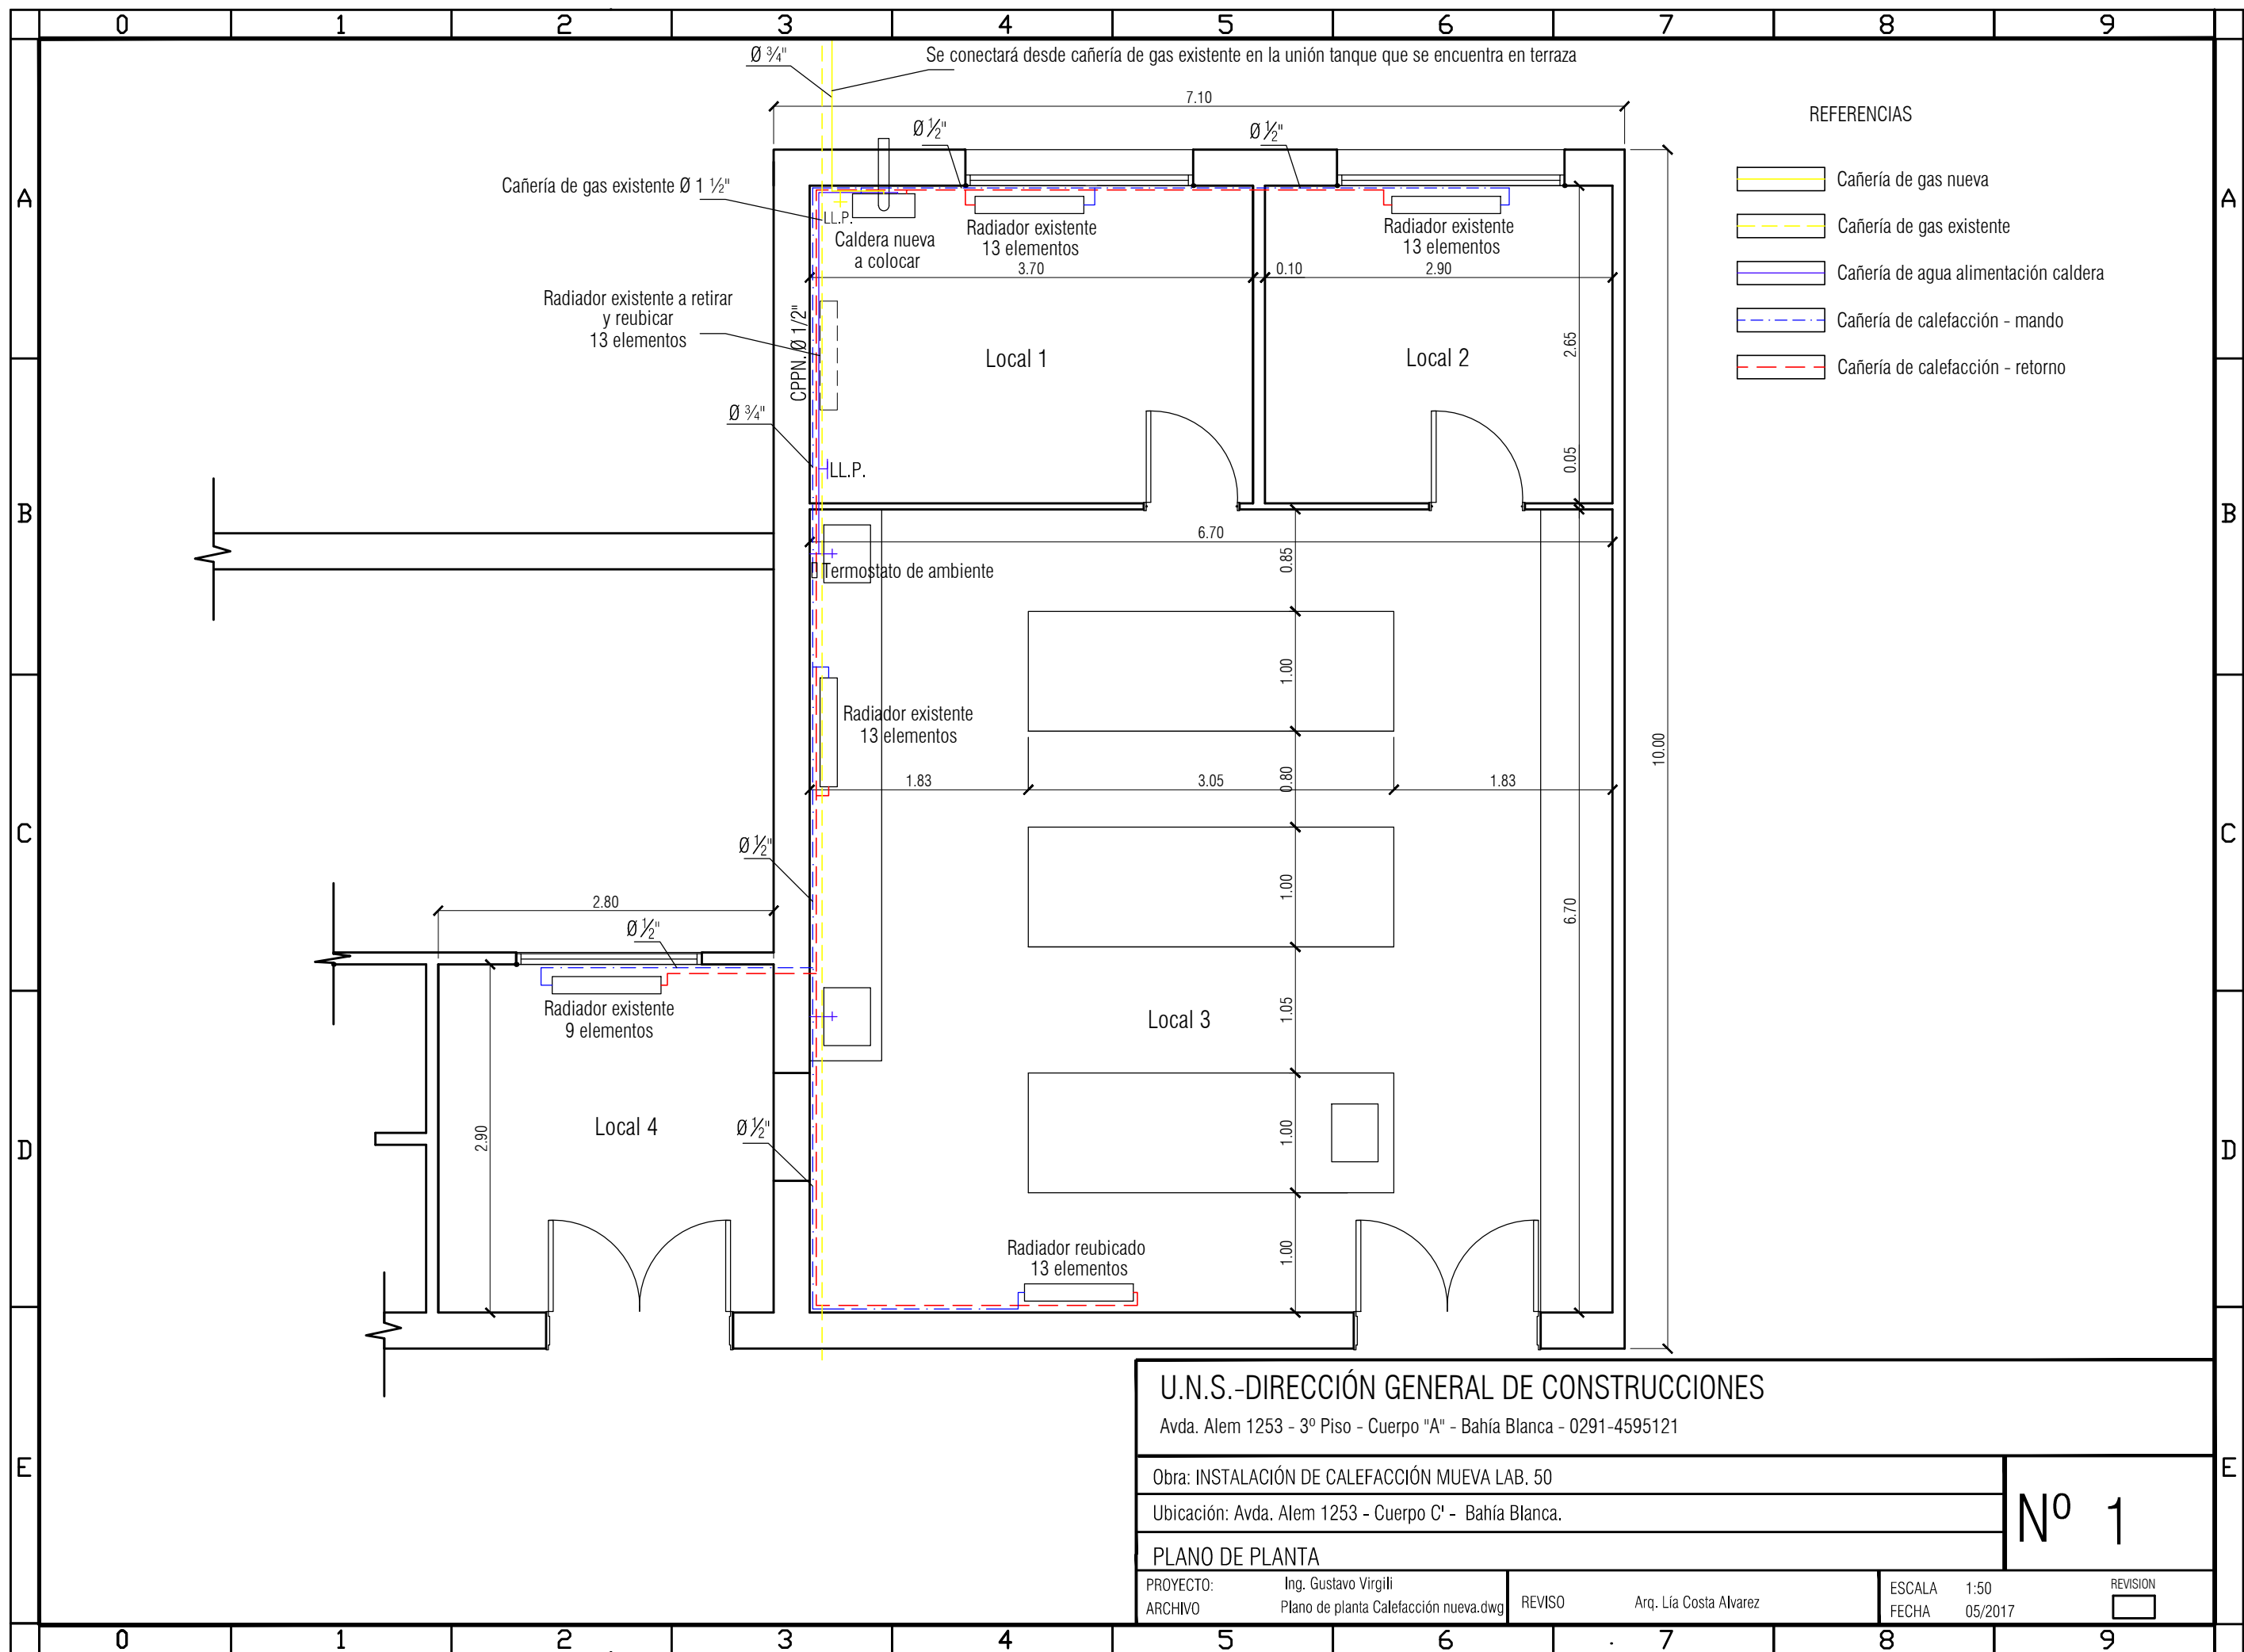 0 1 2 3 4 5 6 7 8 9
Ø ¾"
Se conectará desde cañería de gas existente en la unión tanque que se encuentra en terraza
7.10
Ø ½"
Ø ½"
REFERENCIAS
Cañería de gas nueva
Cañería de gas existente
Cañería de agua alimentación caldera
Cañería de calefacción - mando
Cañería de calefacción - retorno
A
A
Cañería de gas existente Ø 1 ½"
LL.P.
Caldera nueva
a colocar
Radiador existente
13 elementos
Radiador existente
13 elementos
3.70
0.10
2.90
Radiador existente a retirar
y reubicar
13 elementos
CPPN. Ø 1/2"
Local 1
Local 2
2.65
Ø ¾"
LL.P.
0.05
B
B
6.70
0.85
Termostato de ambiente
1.00
Radiador existente
13 elementos
10.00
1.83
3.05
0.80
1.83
C
C
Ø ½"
1.00
2.80
6.70
Ø ½"
Radiador existente
9 elementos
1.05
Local 3
Local 4
2.90
Ø ½"
1.00
D
D
Radiador reubicado
13 elementos
1.00
U.N.S.-DIRECCIÓN GENERAL DE CONSTRUCCIONES
Avda. Alem 1253 - 3º Piso - Cuerpo "A" - Bahía Blanca - 0291-4595121
E
E
Obra: INSTALACIÓN DE CALEFACCIÓN MUEVA LAB. 50
Ubicación: Avda. Alem 1253 - Cuerpo C' - Bahía Blanca.
Nº 1
PLANO DE PLANTA
PROYECTO: Ing. Gustavo Virgili
ARCHIVO Plano de planta Calefacción nueva.dwg
REVISO Arq. Lía Costa Alvarez
ESCALA 1:50
FECHA 05/2017
REVISION
0 1 2 3 4 5 6 7 8 9